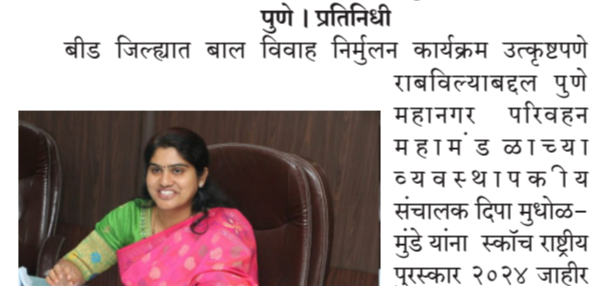 पुणे । प्रतिनिधी
बीड जिल्ह्यात बाल विवाह निर्मुलन कार्यक्रम उत्कृष्टपणे
राबविल्याबद्दल पुणे
महानगर परिवहन
महामंडळाच्या
व्यवस्थापकीय
संचालक दिपा मुधोळ-
मुंडे यांना स्कॉच राष्ट्रीय
पुरस्कार २०२४ जाहीर